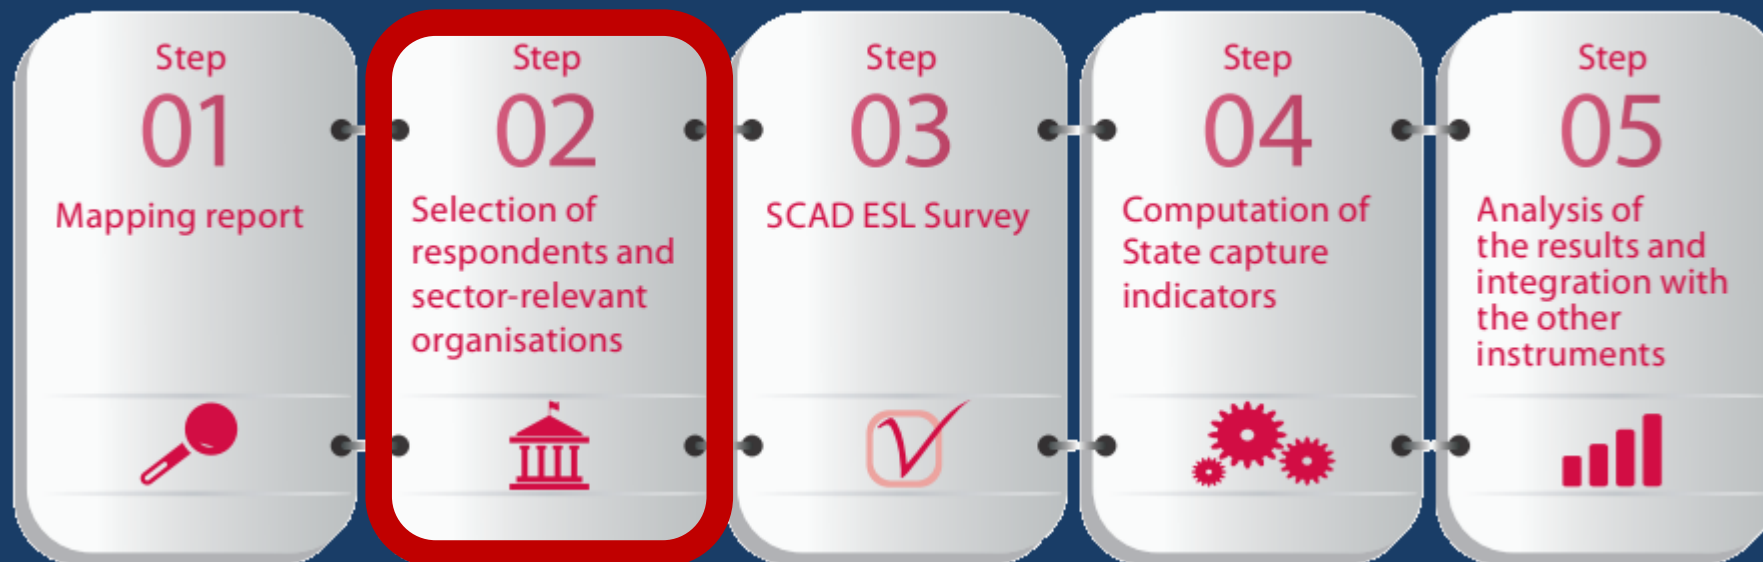 Step
01
Mapping report
Step
02
Selection of
respondents and
sector-relevant
organisations
Step
03
SCAD ESL Survey
Step
04
Computation of
State capture
indicators
Step
05
Analysis of
the results and
integration with
the other
instruments